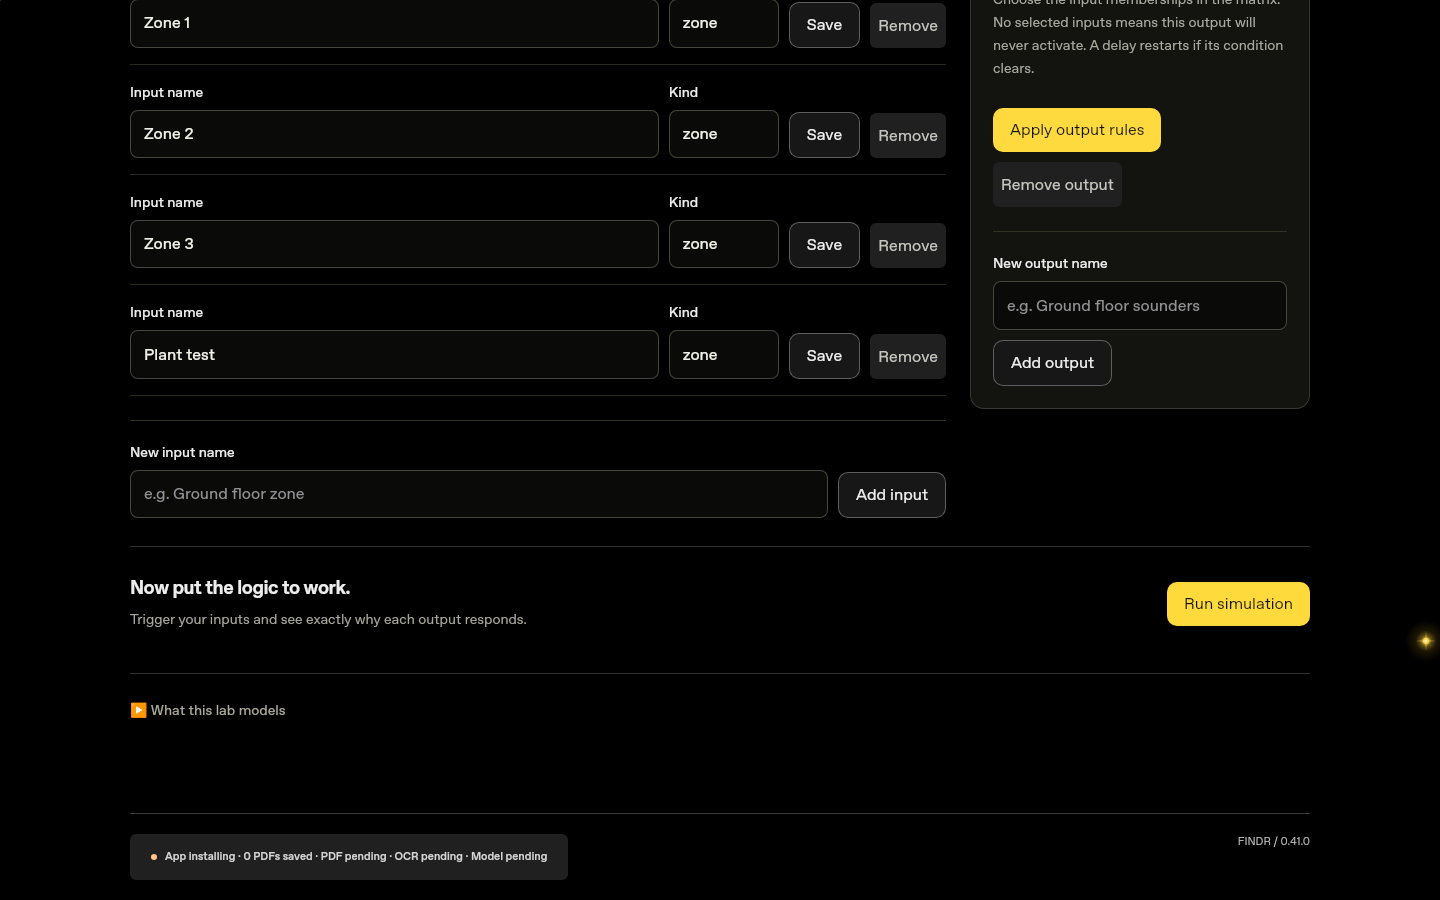 Zone 1
zone
Save
Remove
Input name
Kind
Zone 2
zone
Save
Remove
Input name
Kind
Zone 3
zone
Save
Remove
Input name
Kind
Plant test
zone
Save
Remove
New input name
e.g. Ground floor zone
Add input
Choose the input memberships in the matrix.
No selected inputs means this output will
never activate. A delay restarts if its condition
clears.
Apply output rules
Remove output
New output name
e.g. Ground floor sounders
Add output
Now put the logic to work.
Trigger your inputs and see exactly why each output responds.
Run simulation
What this lab models
App installing · 0 PDFs saved · PDF pending · OCR pending · Model pending
FINDR / 0.41.0